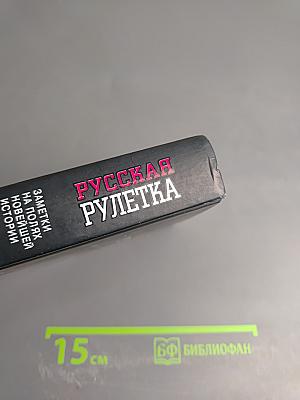 ЗАМЕТКИ
НА ПОЛЯХ
НОВЕЙШЕЙ
ИСТОРИИ
РУССКАЯ
РУЛЕТКА
15 СМ
БФ БИБЛИОФАН